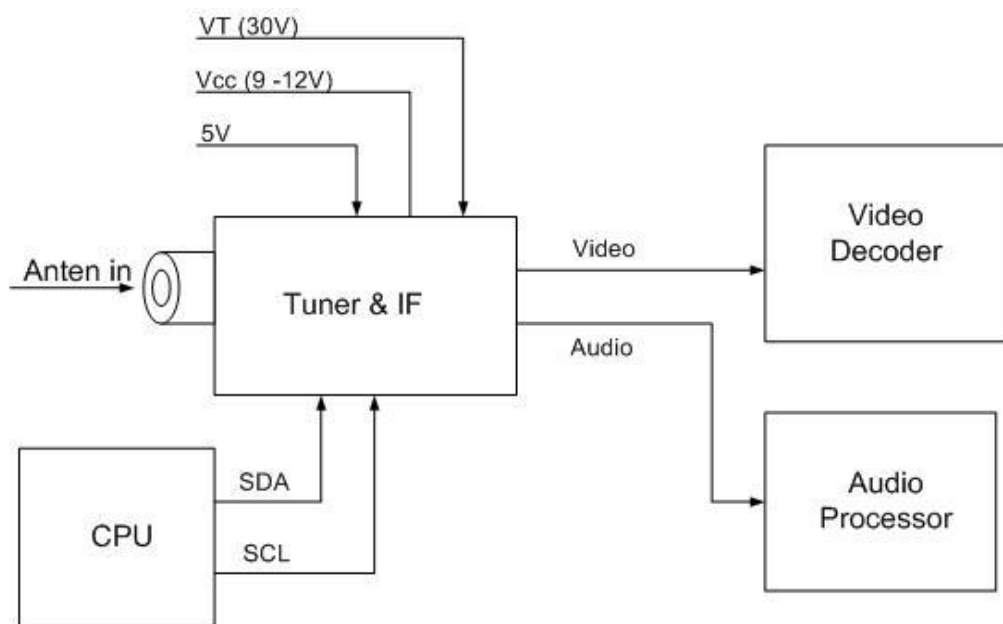 VT (30V)
Vcc (9 -12V)
5V
Anten in
Tuner & IF
Video
Audio
Video
Decoder
CPU
SDA
SCL
Audio
Processor